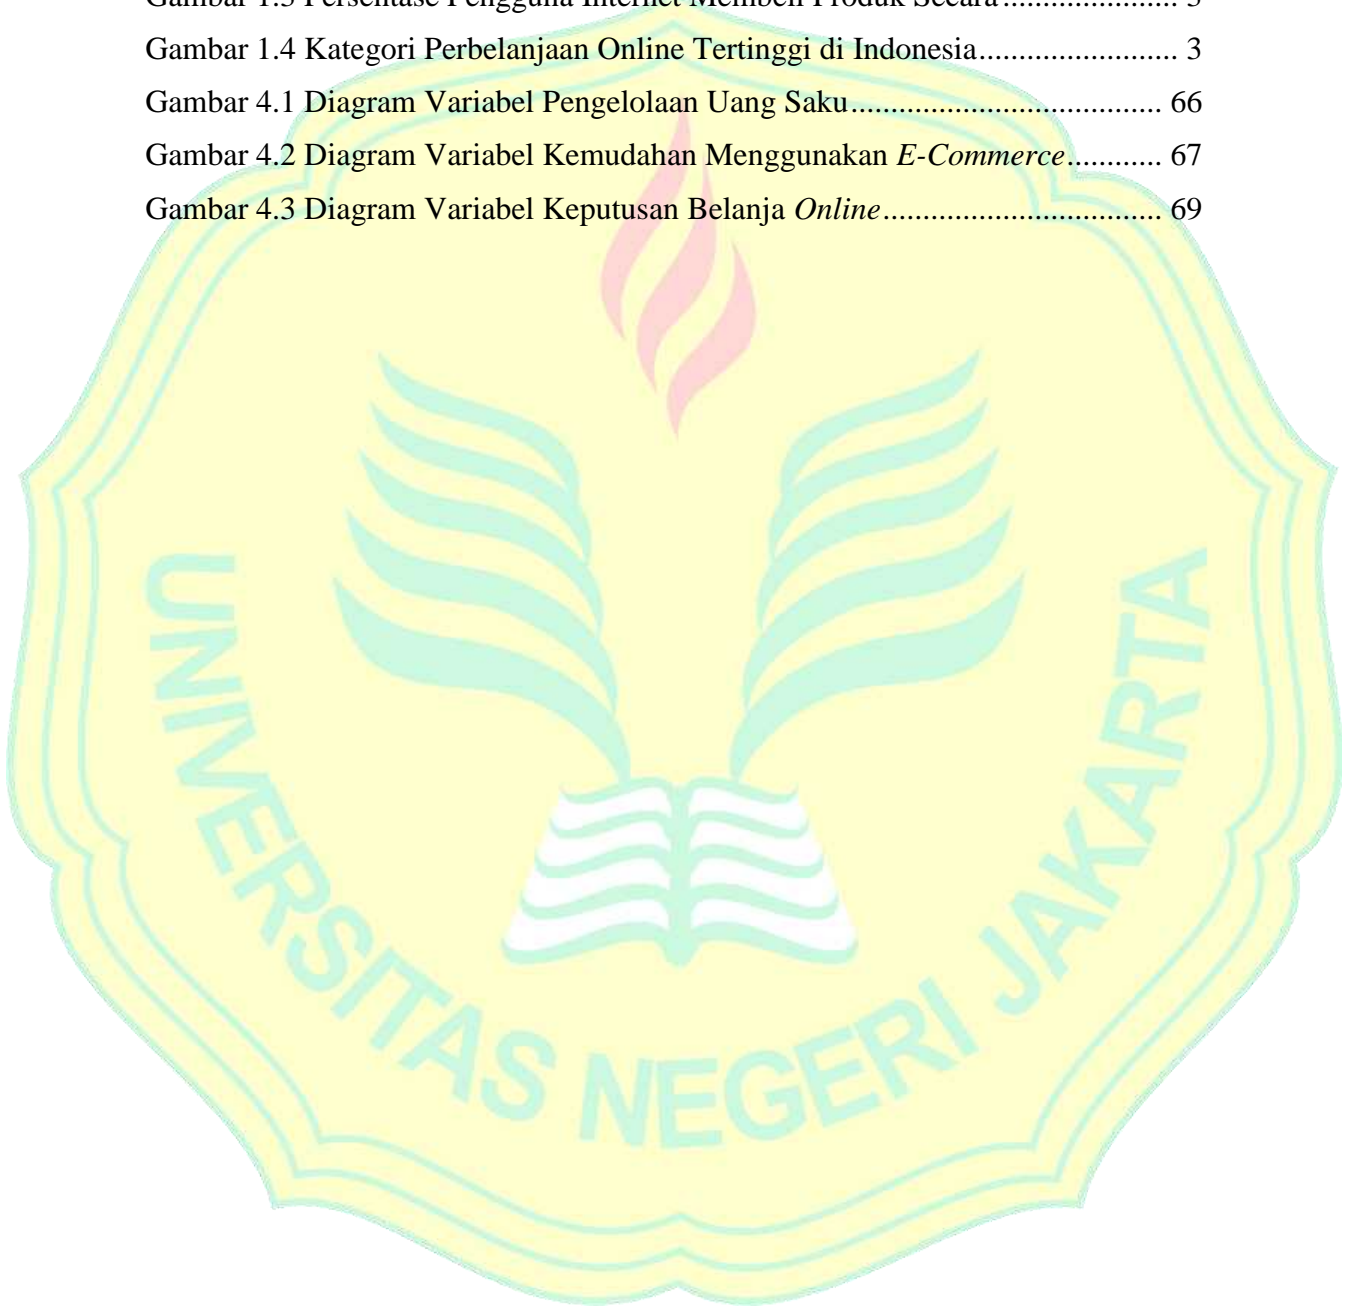 Gambar 1.3 Persentase Pengguna Internet Membeli Produk Secara...................... 3
Gambar 1.4 Kategori Perbelanjaan Online Tertinggi di Indonesia......................... 3
Gambar 4.1 Diagram Variabel Pengelolaan Uang Saku....................................... 66
Gambar 4.2 Diagram Variabel Kemudahan Menggunakan E-Commerce............ 67
Gambar 4.3 Diagram Variabel Keputusan Belanja Online................................... 69
UNIVERSITAS NEGERI JAKARTA